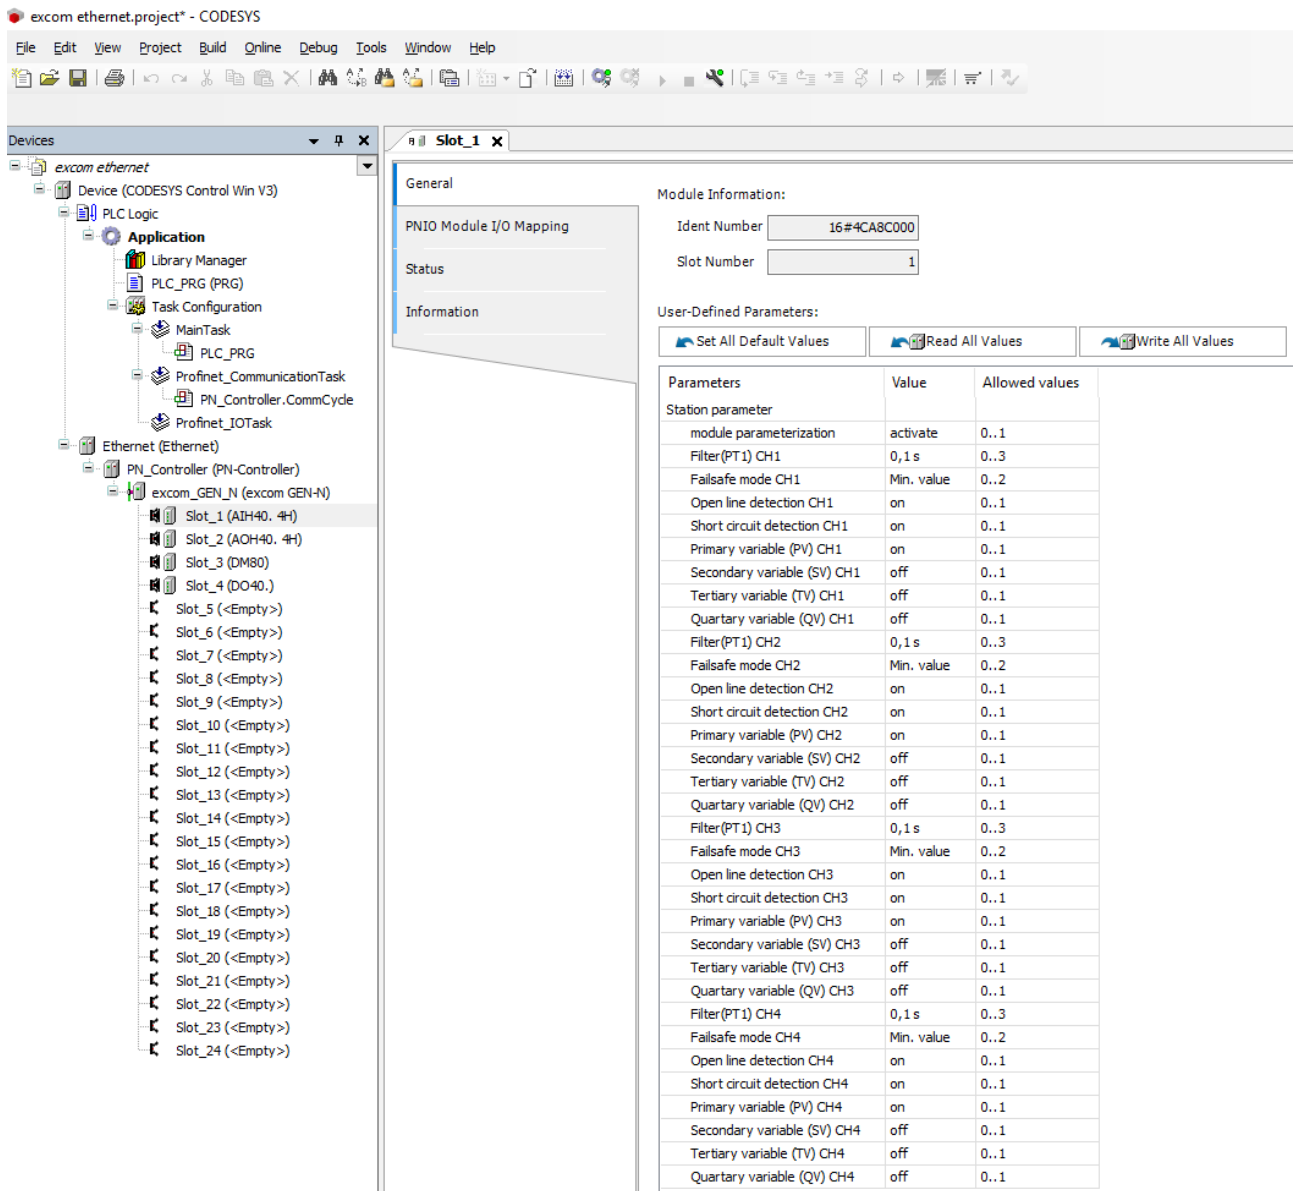 excom ethernet.project* - CODESYS
File Edit View Project Build Online Debug Tools Window Help
Devices
excom ethernet
Device (CODESYS Control Win V3)
PLC Logic
Application
Library Manager
PLC_PRG (PRG)
Task Configuration
MainTask
PLC_PRG
Profinet_CommunicationTask
PN_Controller.CommCycle
Profinet_IOTask
Ethernet (Ethernet)
PN_Controller (PN-Controller)
excom_GEN_N (excom GEN-N)
Slot_1 (AIH40. 4H)
Slot_2 (AOH40. 4H)
Slot_3 (DM80)
Slot_4 (DO40.)
Slot_5 (<Empty>)
Slot_6 (<Empty>)
Slot_7 (<Empty>)
Slot_8 (<Empty>)
Slot_9 (<Empty>)
Slot_10 (<Empty>)
Slot_11 (<Empty>)
Slot_12 (<Empty>)
Slot_13 (<Empty>)
Slot_14 (<Empty>)
Slot_15 (<Empty>)
Slot_16 (<Empty>)
Slot_17 (<Empty>)
Slot_18 (<Empty>)
Slot_19 (<Empty>)
Slot_20 (<Empty>)
Slot_21 (<Empty>)
Slot_22 (<Empty>)
Slot_23 (<Empty>)
Slot_24 (<Empty>)
Slot_1
General
PNIO Module I/O Mapping
Status
Information
Module Information:
Ident Number 16#4CA8C000
Slot Number 1
User-Defined Parameters:
Set All Default Values Read All Values Write All Values
Parameters Value Allowed values
Station parameter
module parameterization activate 0..1
Filter(PT1) CH1 0,1 s 0..3
Failsafe mode CH1 Min. value 0..2
Open line detection CH1 on 0..1
Short circuit detection CH1 on 0..1
Primary variable (PV) CH1 on 0..1
Secondary variable (SV) CH1 off 0..1
Tertiary variable (TV) CH1 off 0..1
Quartary variable (QV) CH1 off 0..1
Filter(PT1) CH2 0,1 s 0..3
Failsafe mode CH2 Min. value 0..2
Open line detection CH2 on 0..1
Short circuit detection CH2 on 0..1
Primary variable (PV) CH2 on 0..1
Secondary variable (SV) CH2 off 0..1
Tertiary variable (TV) CH2 off 0..1
Quartary variable (QV) CH2 off 0..1
Filter(PT1) CH3 0,1 s 0..3
Failsafe mode CH3 Min. value 0..2
Open line detection CH3 on 0..1
Short circuit detection CH3 on 0..1
Primary variable (PV) CH3 on 0..1
Secondary variable (SV) CH3 off 0..1
Tertiary variable (TV) CH3 off 0..1
Quartary variable (QV) CH3 off 0..1
Filter(PT1) CH4 0,1 s 0..3
Failsafe mode CH4 Min. value 0..2
Open line detection CH4 on 0..1
Short circuit detection CH4 on 0..1
Primary variable (PV) CH4 on 0..1
Secondary variable (SV) CH4 off 0..1
Tertiary variable (TV) CH4 off 0..1
Quartary variable (QV) CH4 off 0..1